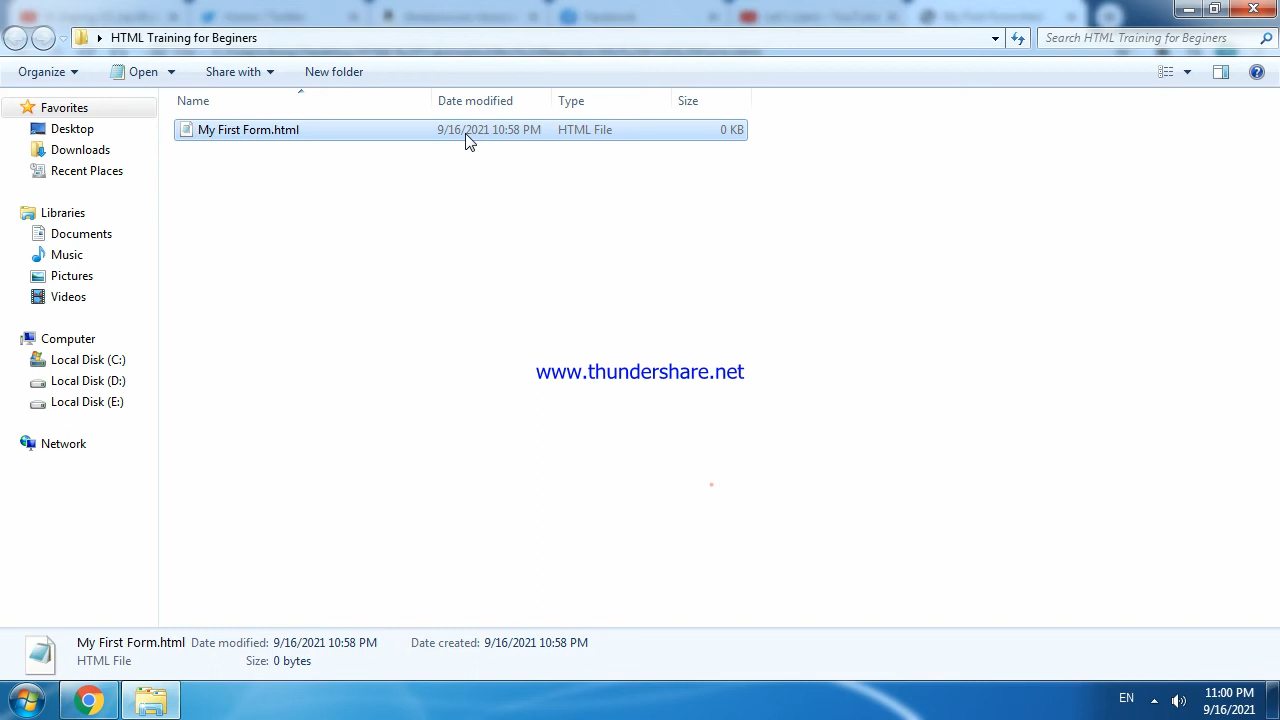 HTML Training for Beginers
Search HTML Training for Beginers
Organize
Open
Share with
New folder
Name
Date modified
Type
Size
Favorites
Desktop
Downloads
Recent Places
Libraries
Documents
Music
Pictures
Videos
Computer
Local Disk (C:)
Local Disk (D:)
Local Disk (E:)
Network
My First Form.html
9/16/2021 10:58 PM
HTML File
0 KB
www.thundershare.net
My First Form.html Date modified: 9/16/2021 10:58 PM Date created: 9/16/2021 10:58 PM
HTML File Size: 0 bytes
EN
11:00 PM
9/16/2021